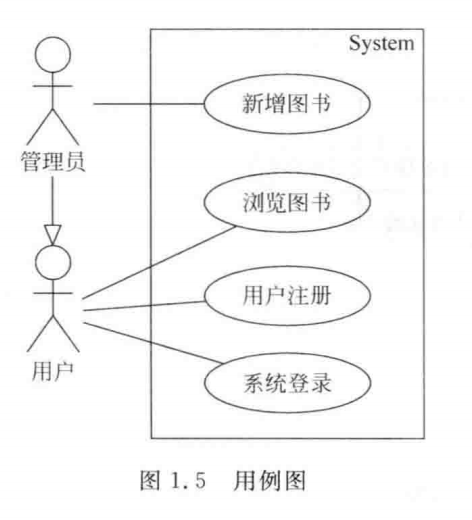 System
新增图书
管理员
浏览图书
用户注册
用户
系统登录
图 1.5 用例图